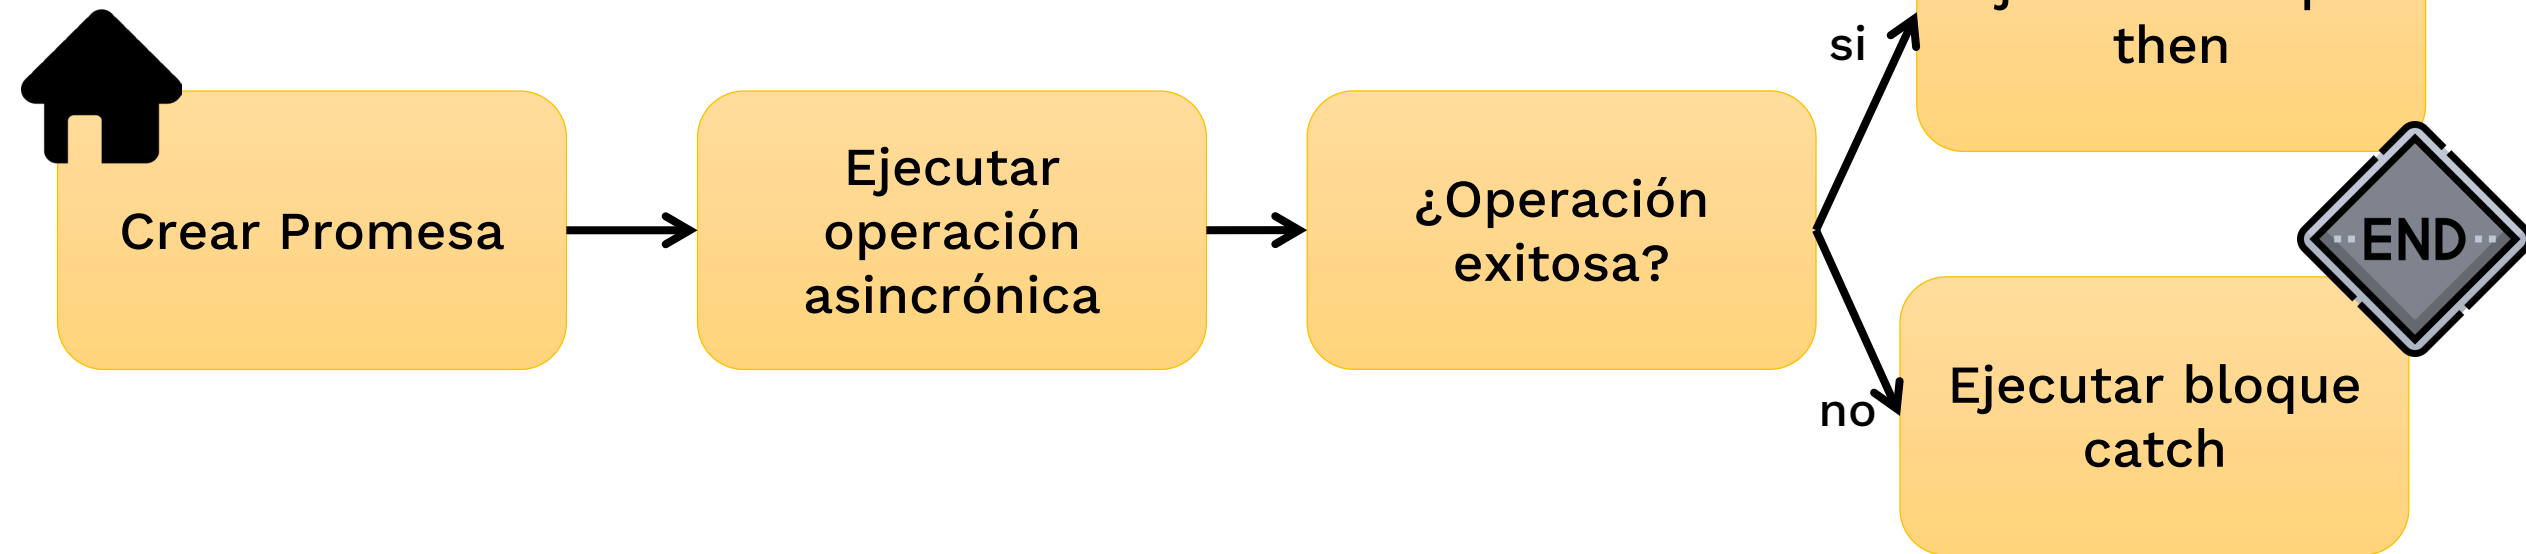 Crear Promesa
Ejecutar
operación
asincrónica
¿Operación
exitosa?
si
then
no
Ejecutar bloque
catch
END